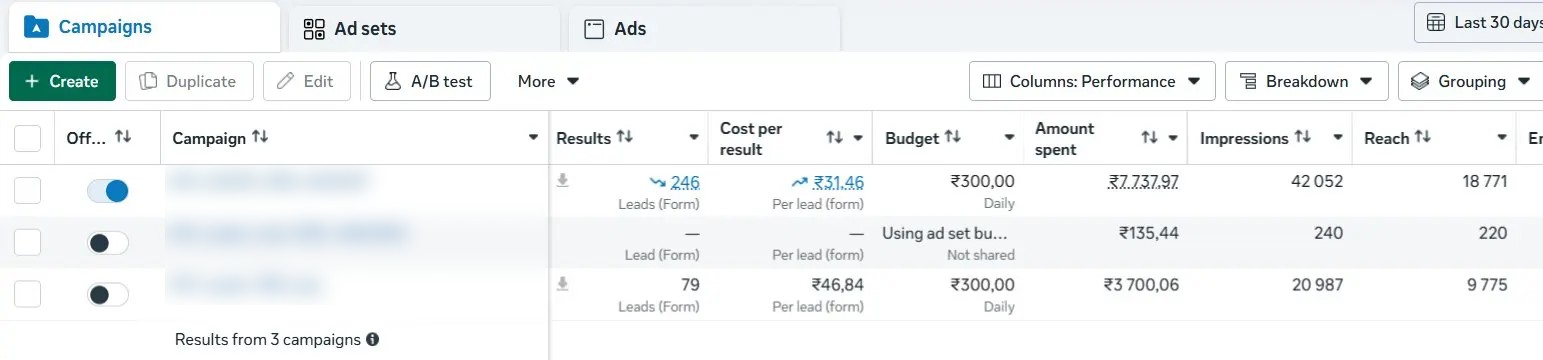 Campaigns Ad sets Ads Last 30 days
+ Create Duplicate Edit A/B test More Columns: Performance Breakdown Grouping
Off... Campaign Results Cost per result Budget Amount spent Impressions Reach
246 ₹31,46 ₹300,00 ₹7 737,97 42 052 18 771
Leads (Form) Per lead (form) Daily
— — Using ad set bu... ₹135,44 240 220
Lead (Form) Per lead (form) Not shared
79 ₹46,84 ₹300,00 ₹3 700,06 20 987 9 775
Leads (Form) Per lead (form) Daily
Results from 3 campaigns